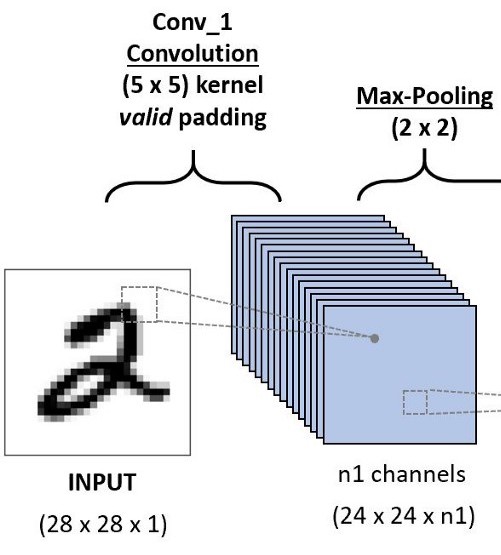 Conv_1
Convolution
(5 x 5) kernel
valid padding
Max-Pooling
(2 x 2)
INPUT
(28 x 28 x 1)
n1 channels
(24 x 24 x n1)
2